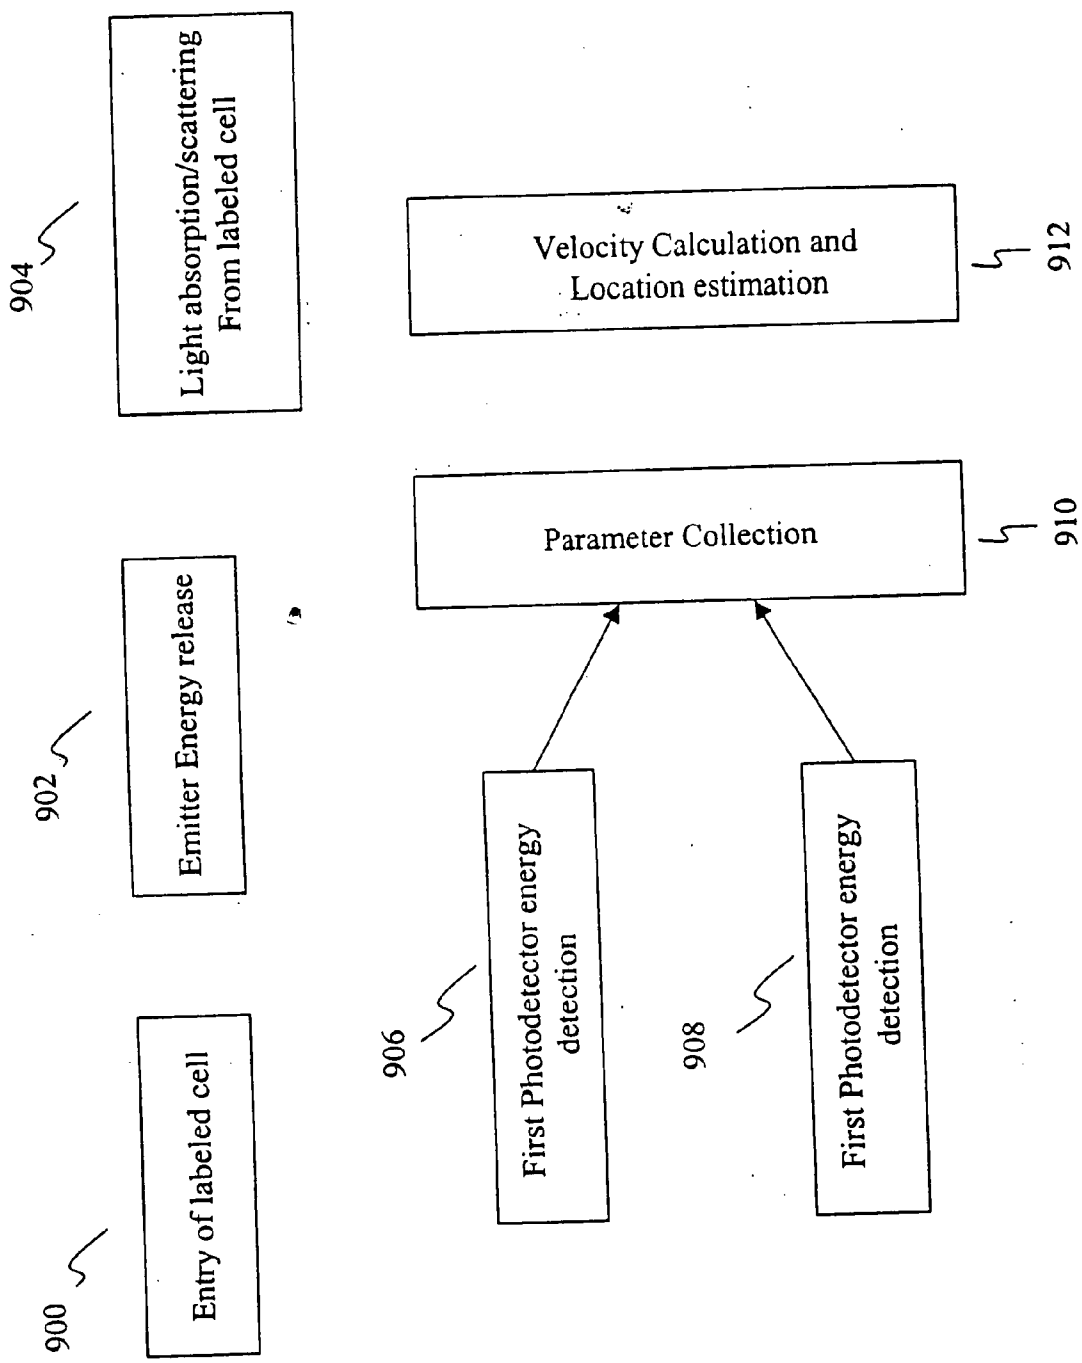 900
Entry of labeled cell
902
Emitter Energy release
904
Light absorption/scattering
From labeled cell
906
First Photodetector energy
detection
908
First Photodetector energy
detection
Parameter Collection
910
Velocity Calculation and
Location estimation
912